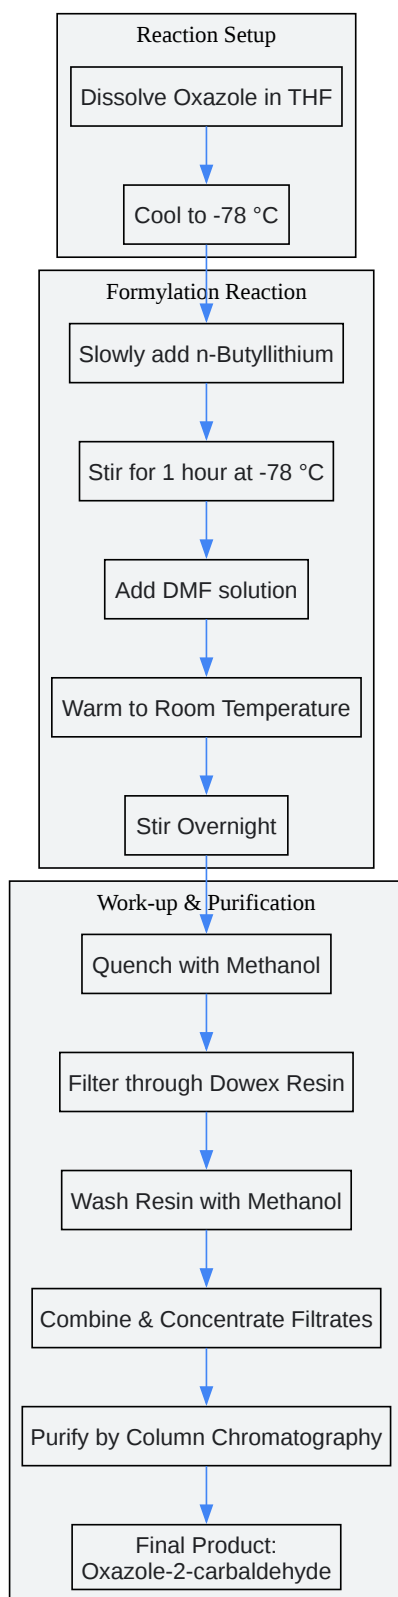 Reaction Setup
Dissolve Oxazole in THF
Cool to -78 °C
Formylation Reaction
Slowly add n-Butyllithium
Stir for 1 hour at -78 °C
Add DMF solution
Warm to Room Temperature
Stir Overnight
Work-up & Purification
Quench with Methanol
Filter through Dowex Resin
Wash Resin with Methanol
Combine & Concentrate Filtrates
Purify by Column Chromatography
Final Product:
Oxazole-2-carbaldehyde